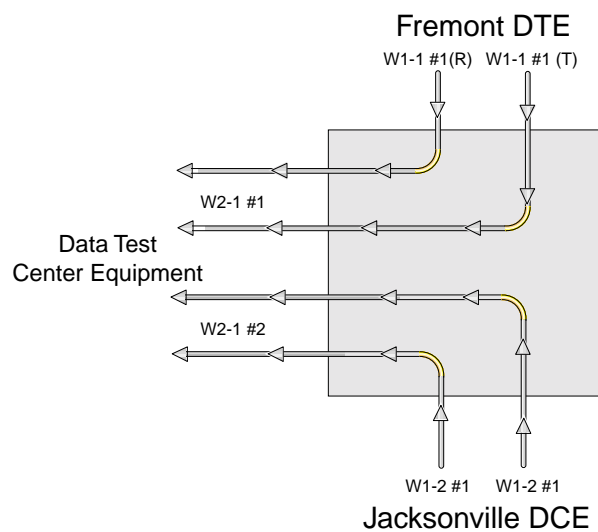 Fremont DTE
W1-1 #1(R) W1-1 #1 (T)
W2-1 #1
Data Test
Center Equipment
W2-1 #2
W1-2 #1 W1-2 #1
Jacksonville DCE